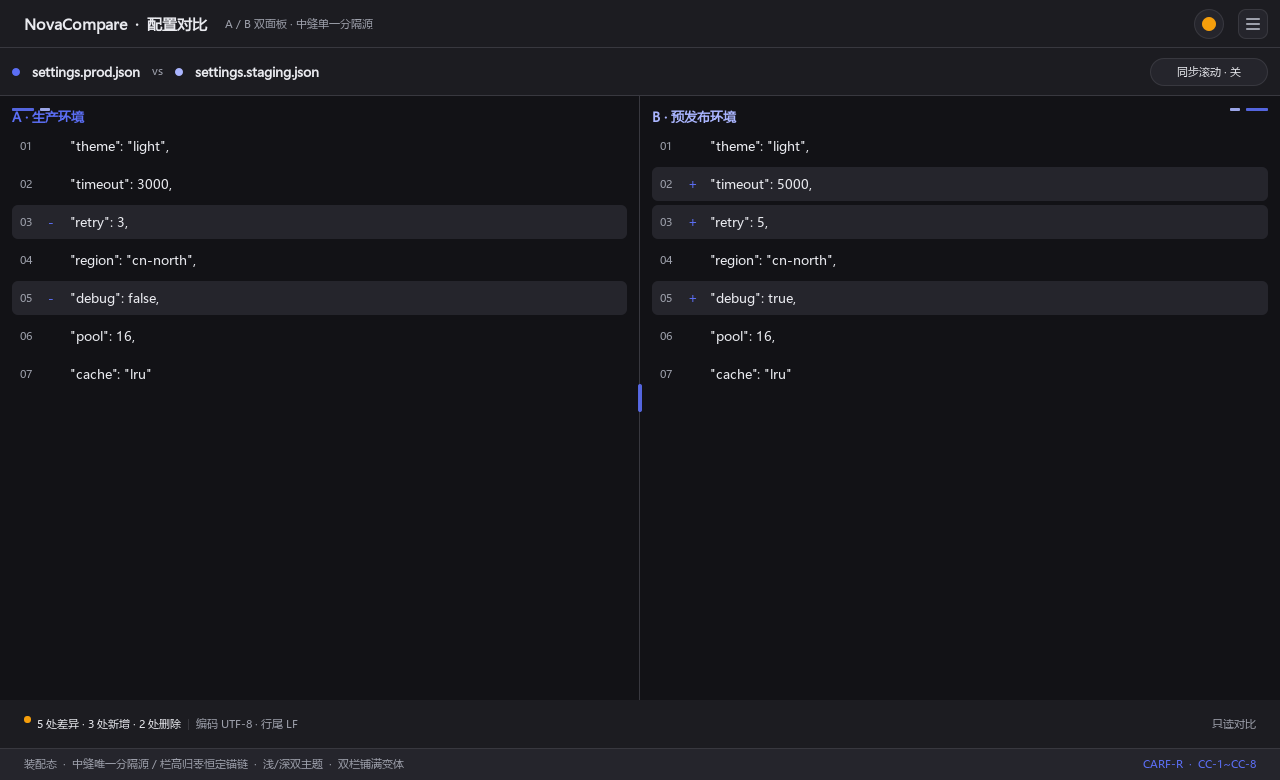 NovaCompare · 配置对比 A / B 双面板 · 中缝单一分隔源
settings.prod.json vs settings.staging.json 同步滚动 · 关
A · 生产环境
01 "theme": "light",
02 "timeout": 3000,
03 - "retry": 3,
04 "region": "cn-north",
05 - "debug": false,
06 "pool": 16,
07 "cache": "lru"
B · 预发布环境
01 "theme": "light",
02 + "timeout": 5000,
03 + "retry": 5,
04 "region": "cn-north",
05 + "debug": true,
06 "pool": 16,
07 "cache": "lru"
5 处差异 · 3 处新增 · 2 处删除 | 编码 UTF-8 · 行尾 LF 只读对比
装配态 · 中缝唯一分隔源 / 栏高归零恒定锚链 · 浅/深双主题 · 双栏铺满变体 CARF-R · CC-1~CC-8